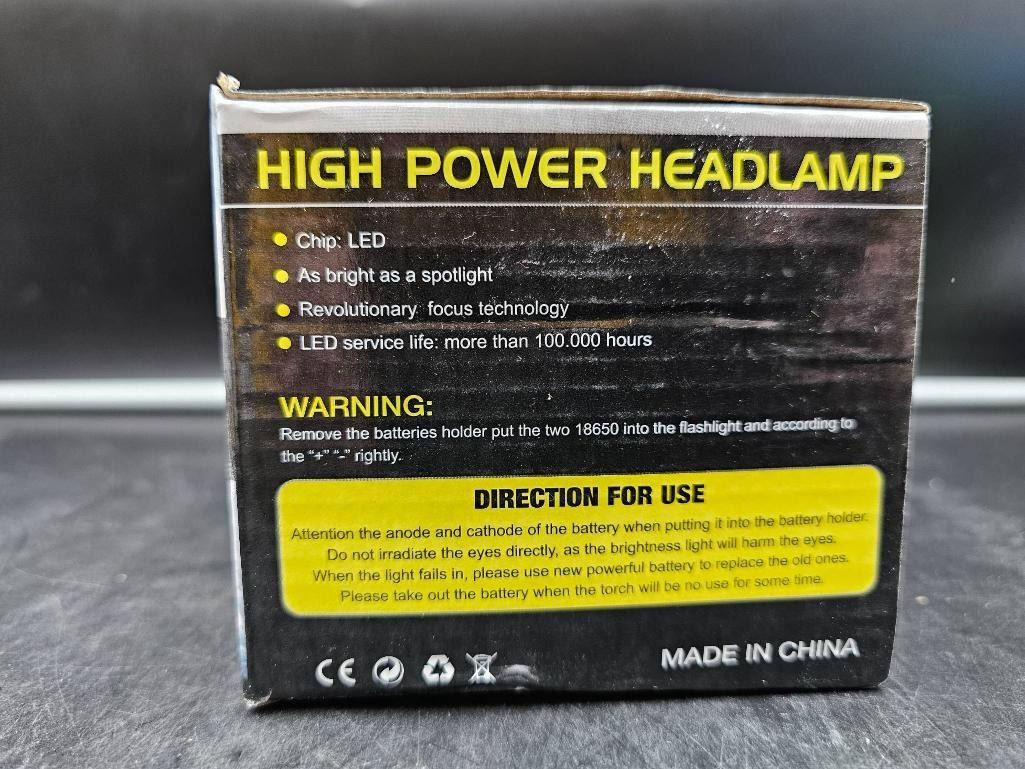 HIGH POWER HEADLAMP
Chip: LED
As bright as a spotlight
Revolutionary focus technology
LED service life: more than 100.000 hours
WARNING:
Remove the batteries holder put the two 18650 into the flashlight and according to
the "+" "-" rightly.
DIRECTION FOR USE
Attention the anode and cathode of the battery when putting it into the battery holder.
Do not irradiate the eyes directly, as the brightness light will harm the eyes.
When the light fails in, please use new powerful battery to replace the old ones.
Please take out the battery when the torch will be no use for some time.
CE
MADE IN CHINA